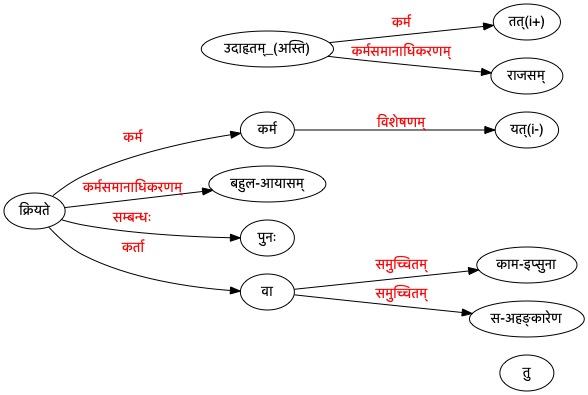 कर्म
तत्(i+)
उदाहृतम्_(अस्ति)
कर्मसमानाधिकरणम्
राजसम्
कर्म
कर्म
विशेषणम्
यत्(i-)
कर्मसमानाधिकरणम्
बहुल-आयासम्
क्रियते
सम्बन्धः
पुनः
कर्ता
वा
समुच्चितम्
काम-इप्सुना
समुच्चितम्
स-अहङ्कारेण
तु